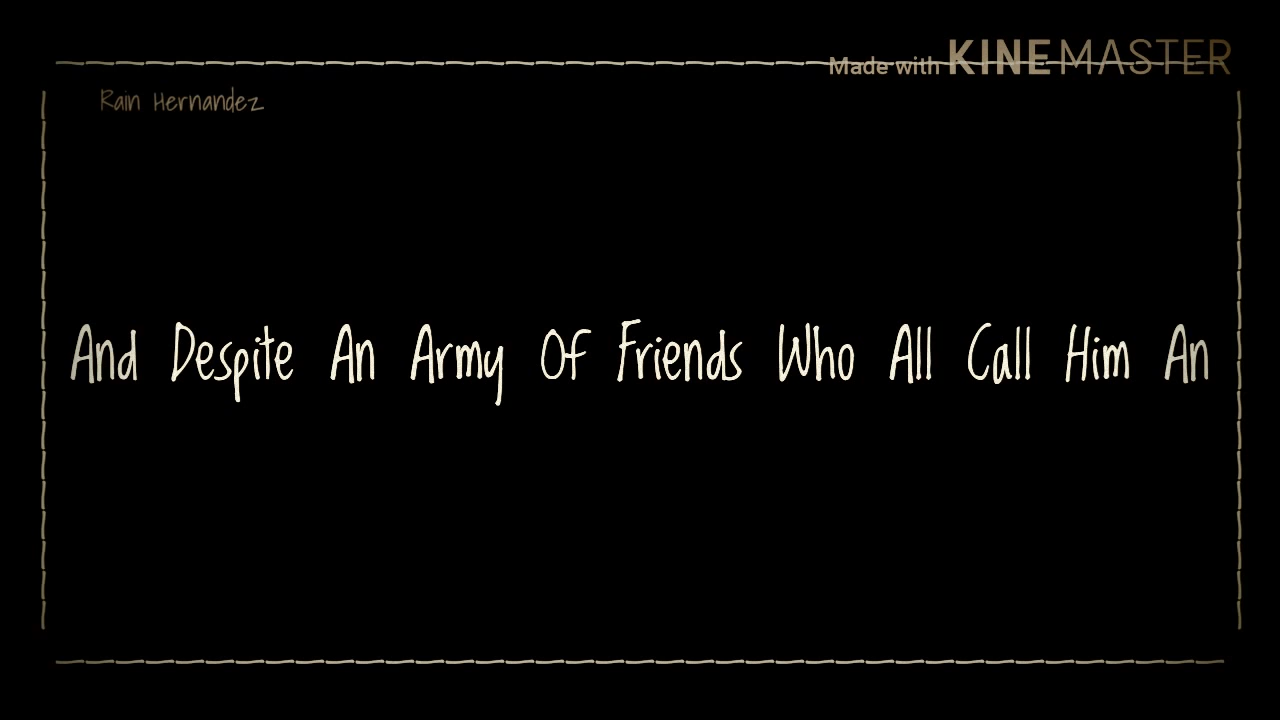 Made with KINEMASTER
Rain Hernandez
And Despite An Army Of Friends Who All Call Him An